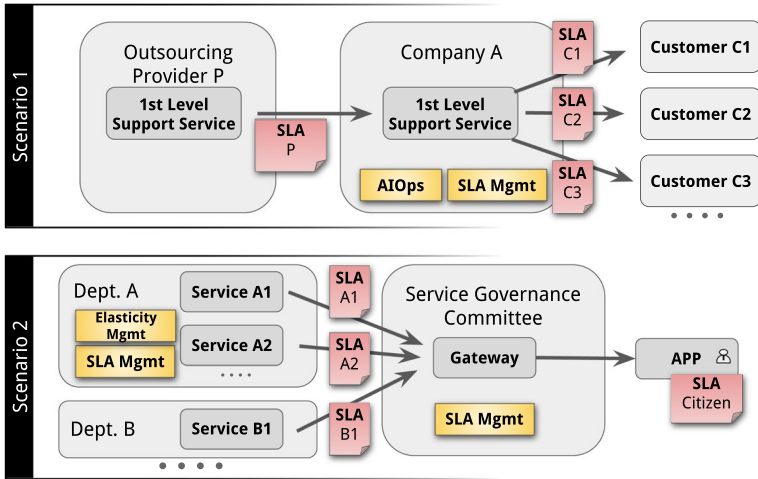 Scenario 1
Outsourcing
Provider P
1st Level
Support Service
SLA
P
Company A
1st Level
Support Service
AIOps
SLA Mgmt
SLA
C1
SLA
C2
SLA
C3
Customer C1
Customer C2
Customer C3
Scenario 2
Dept. A
Elasticity
Mgmt
SLA Mgmt
Service A1
Service A2
Dept. B
Service B1
SLA
A1
SLA
A2
SLA
B1
Service Governance
Committee
Gateway
SLA Mgmt
APP
SLA
Citizen